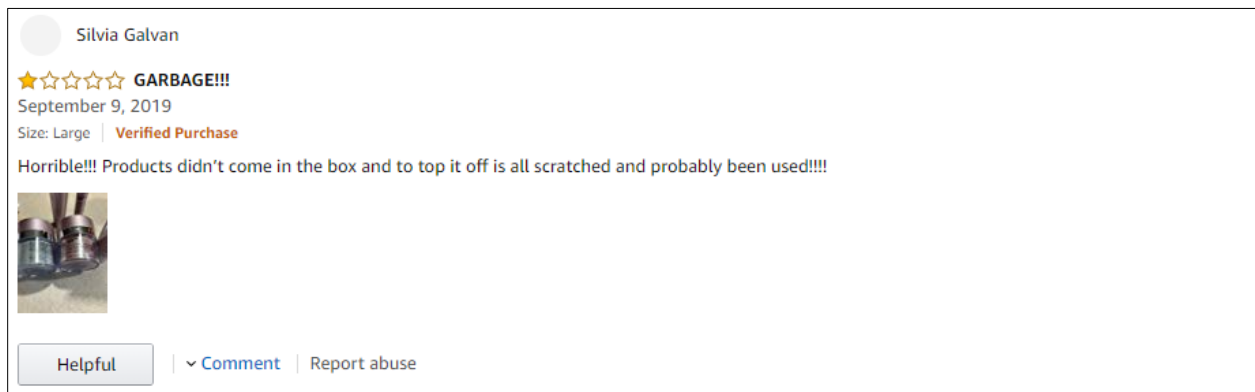 Silvia Galvan
GARBAGE!!!
September 9, 2019
Size: Large Verified Purchase
Horrible!!! Products didn't come in the box and to top it off is all scratched and probably been used!!!!
Helpful Comment Report abuse